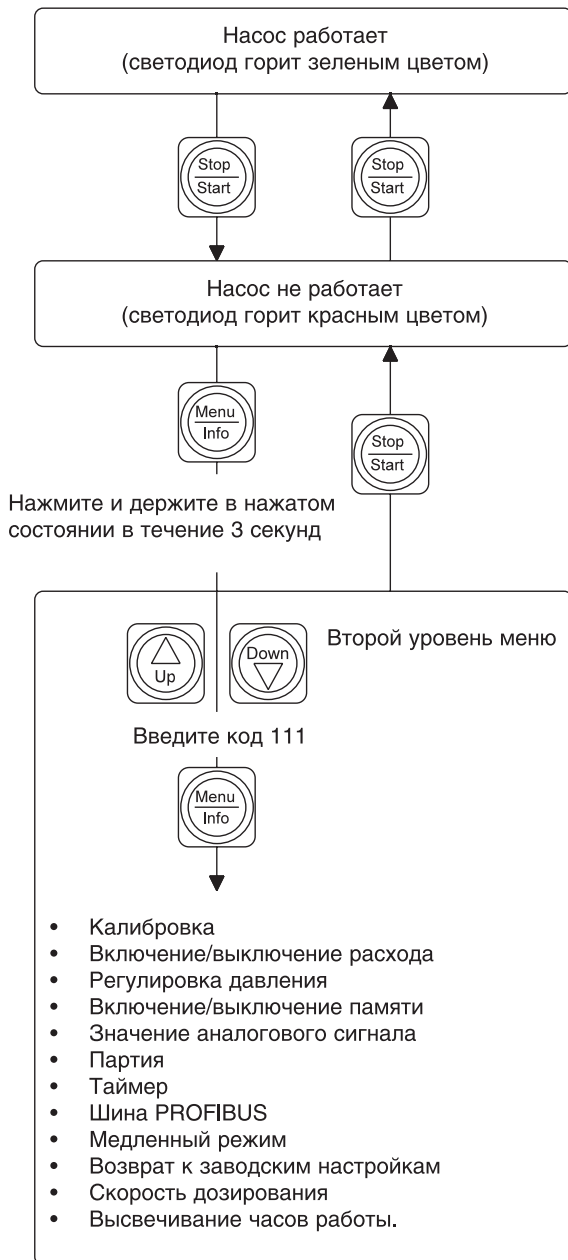 Насос работает
(светодиод горит зеленым цветом)
Stop
Start
Stop
Start
Насос не работает
(светодиод горит красным цветом)
Menu
Info
Stop
Start
Нажмите и держите в нажатом
состоянии в течение 3 секунд
Up
Down
Второй уровень меню
Введите код 111
Menu
Info
• Калибровка
• Включение/выключение расхода
• Регулировка давления
• Включение/выключение памяти
• Значение аналогового сигнала
• Партия
• Таймер
• Шина PROFIBUS
• Медленный режим
• Возврат к заводским настройкам
• Скорость дозирования
• Высвечивание часов работы.